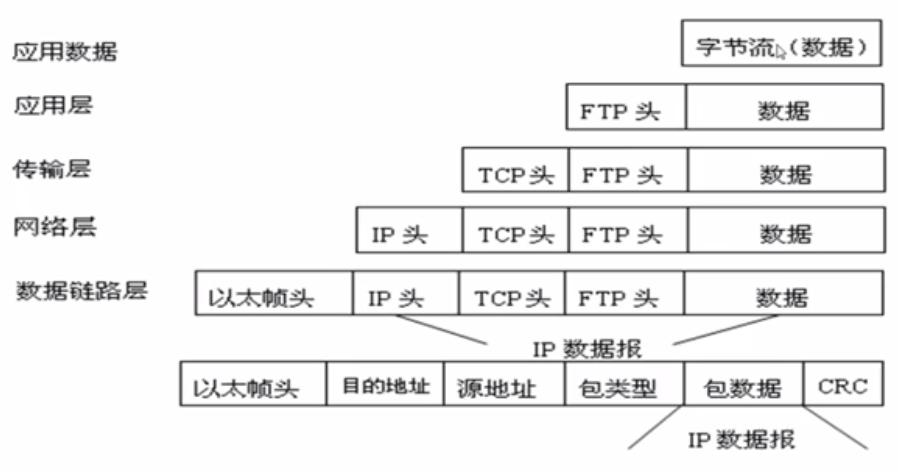 应用数据 字节流（数据）
应用层 FTP 头 数据
传输层 TCP头 FTP 头 数据
网络层 IP 头 TCP头 FTP 头 数据
数据链路层 以太帧头 IP 头 TCP头 FTP 头 数据
IP 数据报
以太帧头 目的地址 源地址 包类型 包数据 CRC
IP 数据报